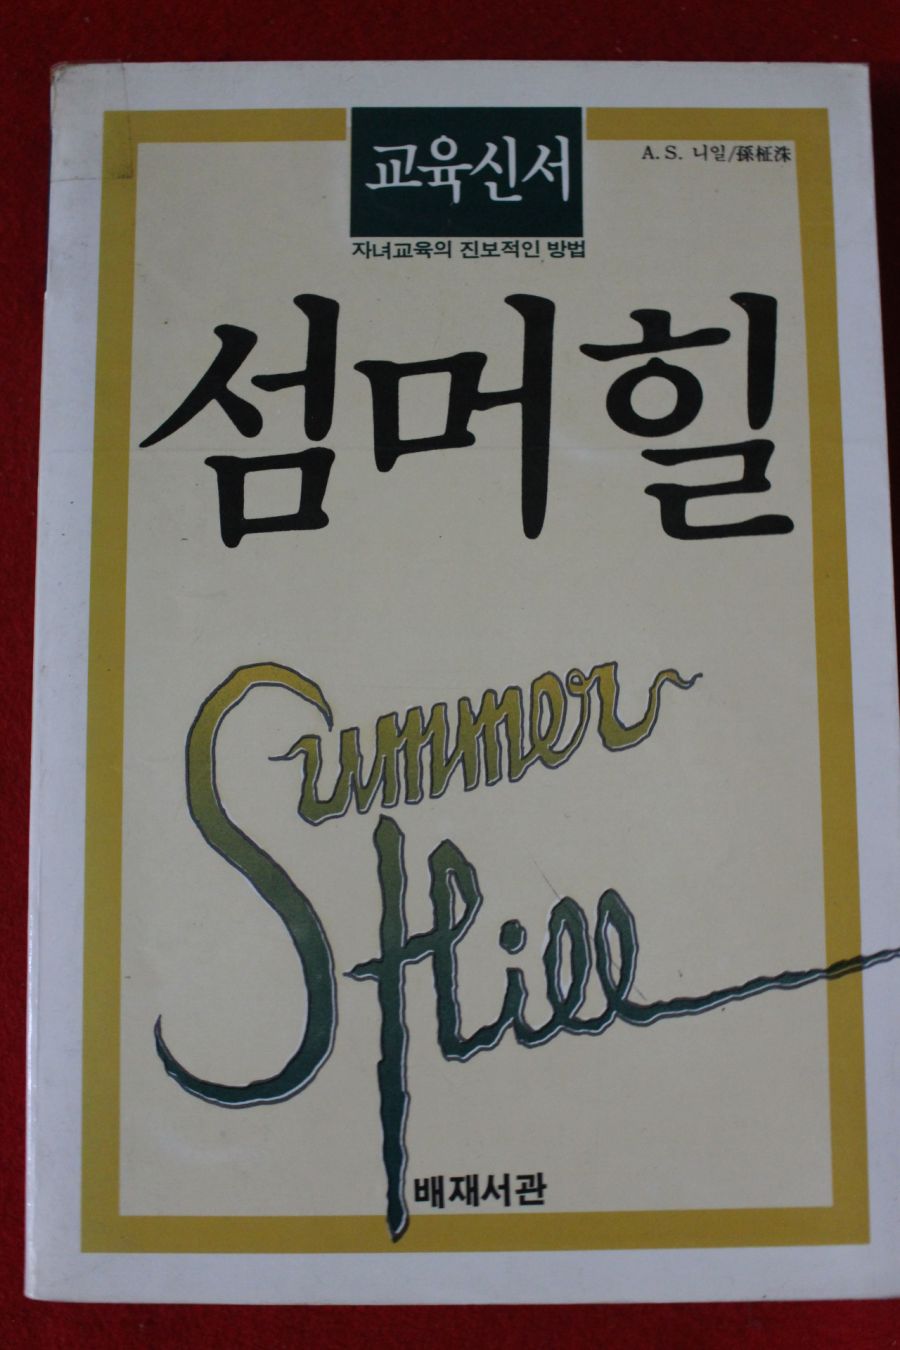 교육신서
A. S. 니일/孫柾洙
자녀교육의 진보적인 방법
섬머힐
Summer
Hill
배재서관